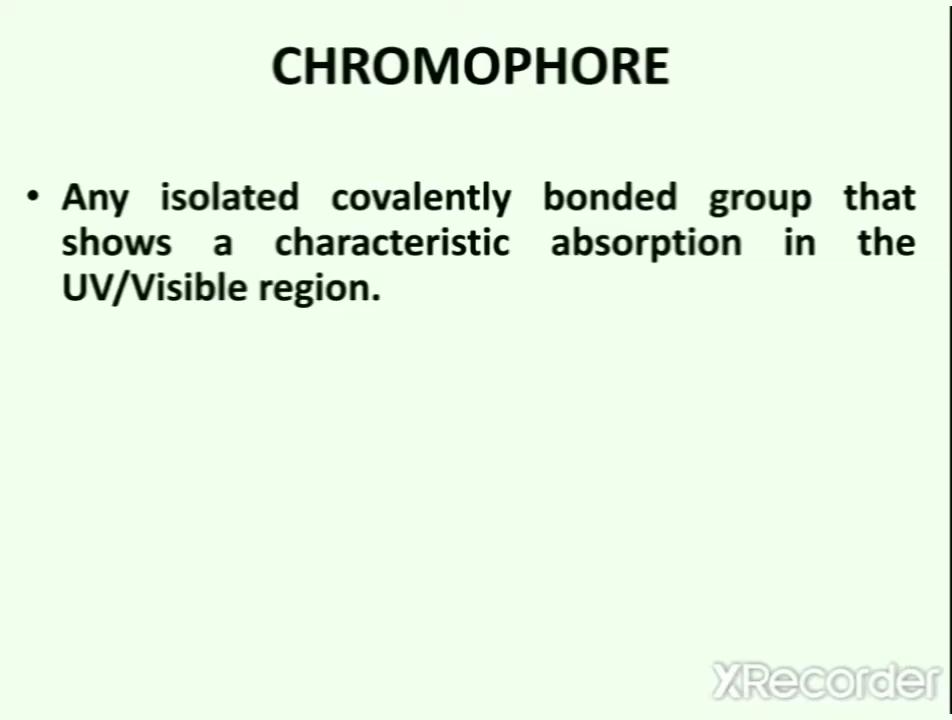 CHROMOPHORE
• Any isolated covalently bonded group that
shows a characteristic absorption in the
UV/Visible region.
XRecorder